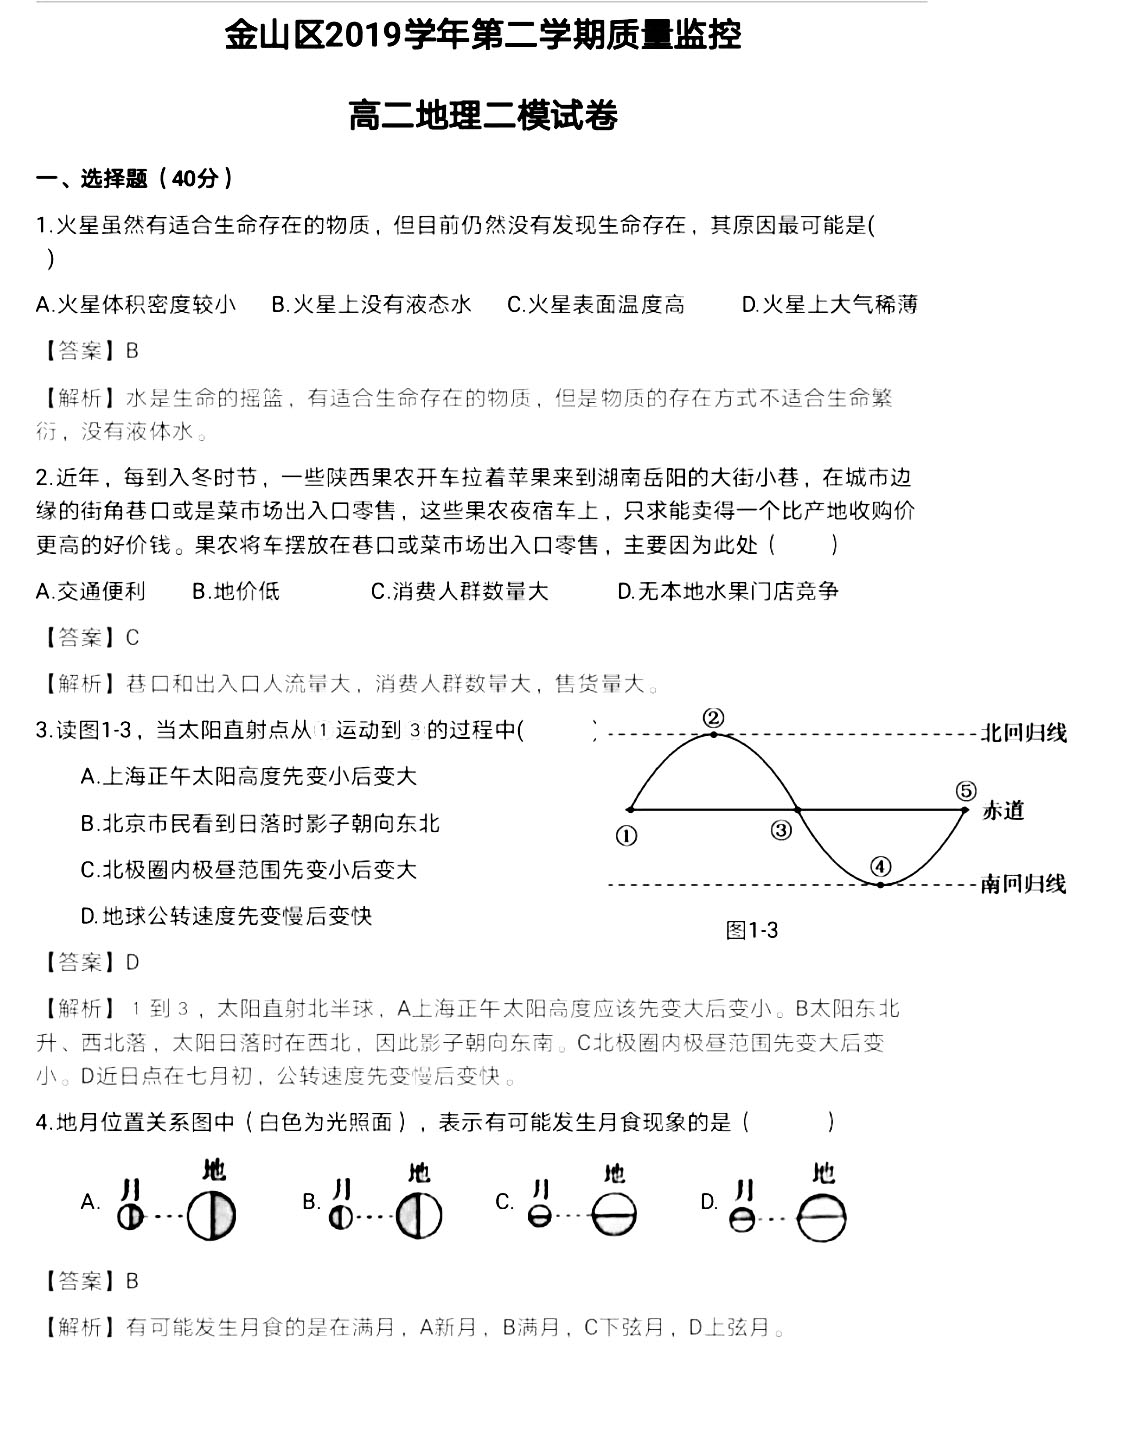 金山区2019学年第二学期质量监控
高二地理二模试卷
一、选择题（40分）
1.火星虽然有适合生命存在的物质，但目前仍然没有发现生命存在，其原因最可能是(
)
A.火星体积密度较小 B.火星上没有液态水 C.火星表面温度高 D.火星上大气稀薄
【答案】B
【解析】水是生命的摇篮，有适合生命存在的物质，但是物质的存在方式不适合生命繁
衍，没有液体水。
2.近年，每到入冬时节，一些陕西果农开车拉着苹果来到湖南岳阳的大街小巷，在城市边
缘的街角巷口或是菜市场出入口零售，这些果农夜宿车上，只求能卖得一个比产地收购价
更高的好价钱。果农将车摆放在巷口或菜市场出入口零售，主要因为此处（ ）
A.交通便利 B.地价低 C.消费人群数量大 D.无本地水果门店竞争
【答案】C
【解析】巷口和出入口人流量大，消费人群数量大，售货量大。
3.读图1-3，当太阳直射点从1运动到3的过程中( )
A.上海正午太阳高度先变小后变大
B.北京市民看到日落时影子朝向东北
C.北极圈内极昼范围先变小后变大
D.地球公转速度先变慢后变快
②
北回归线
⑤
赤道
①
③
④
南回归线
图1-3
【答案】D
【解析】1到3，太阳直射北半球，A上海正午太阳高度应该先变大后变小。B太阳东北
升、西北落，太阳日落时在西北，因此影子朝向东南。C北极圈内极昼范围先变大后变
小。D近日点在七月初，公转速度先变慢后变快。
4.地月位置关系图中（白色为光照面），表示有可能发生月食现象的是（ ）
A. 月 地 B. 月 地 C. 月 地 D. 月 地
【答案】B
【解析】有可能发生月食的是在满月，A新月，B满月，C下弦月，D上弦月。